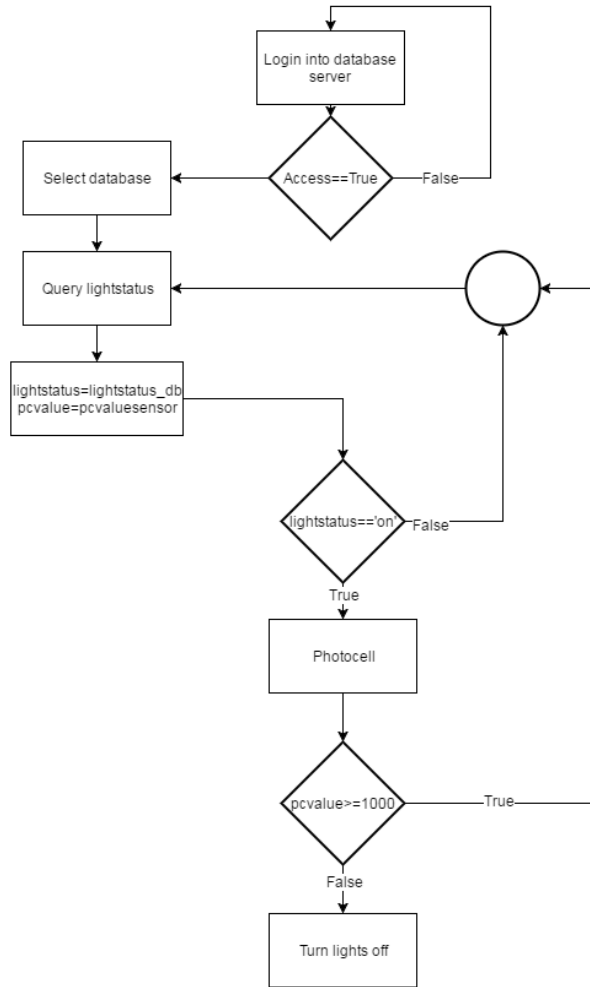 Login into database
server
Access==True
False
Select database
Query lightstatus
lightstatus=lightstatus_db
pcvalue=pcvaluesensor
lightstatus=='on'
False
True
Photocell
pcvalue>=1000
True
False
Turn lights off